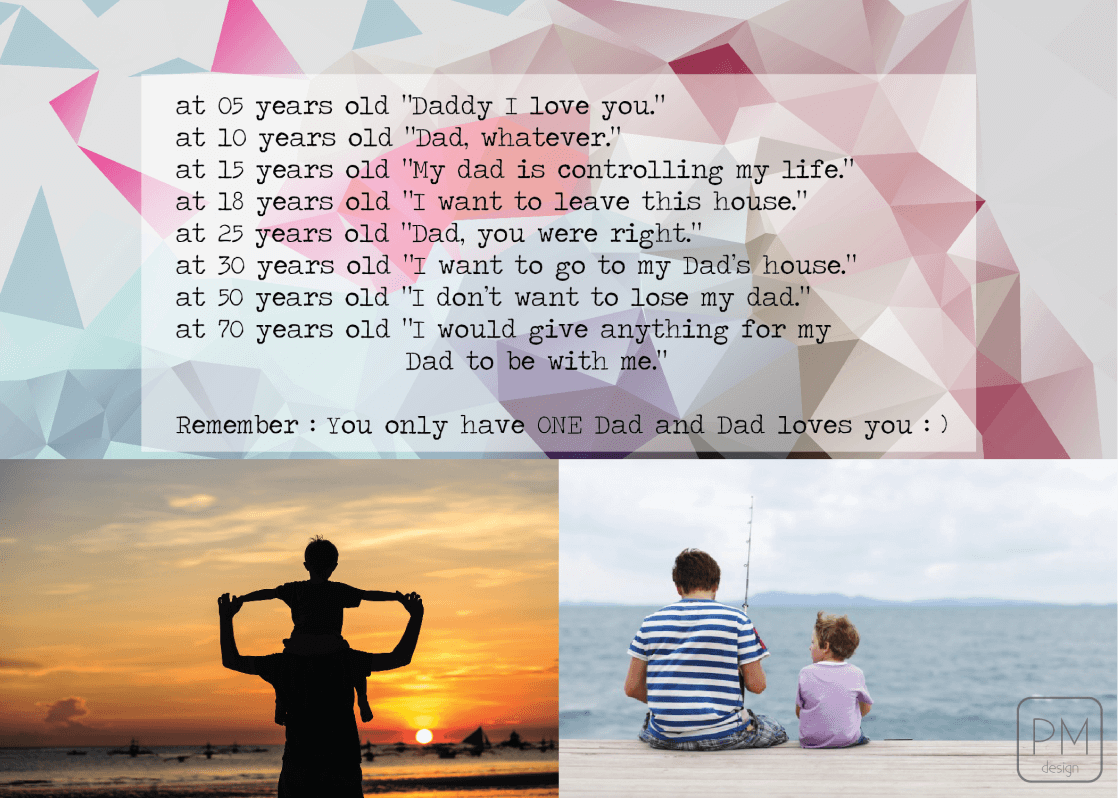 at 05 years old "Daddy I love you."
at 10 years old "Dad, whatever."
at 15 years old "My dad is controlling my life."
at 18 years old "I want to leave this house."
at 25 years old "Dad, you were right."
at 30 years old "I want to go to my Dad's house."
at 50 years old "I don't want to lose my dad."
at 70 years old "I would give anything for my
Dad to be with me."
Remember : You only have ONE Dad and Dad loves you : )
PM
design